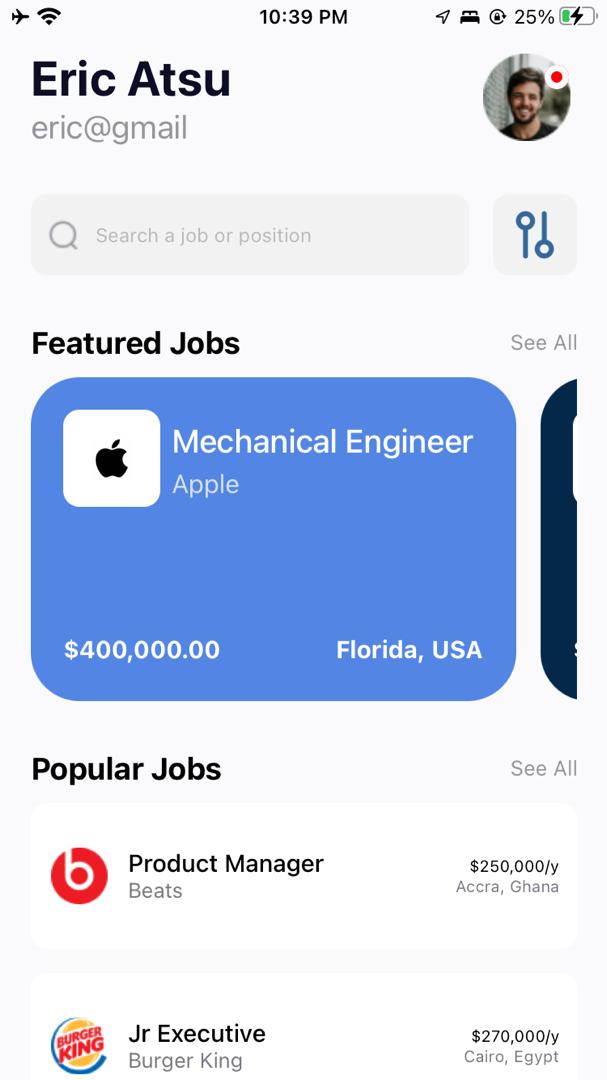 10:39 PM
25%
Eric Atsu
eric@gmail
Search a job or position
Featured Jobs
See All
Mechanical Engineer
Apple
$400,000.00
Florida, USA
Popular Jobs
See All
Product Manager
Beats
$250,000/y
Accra, Ghana
BURGER
KING
Jr Executive
Burger King
$270,000/y
Cairo, Egypt